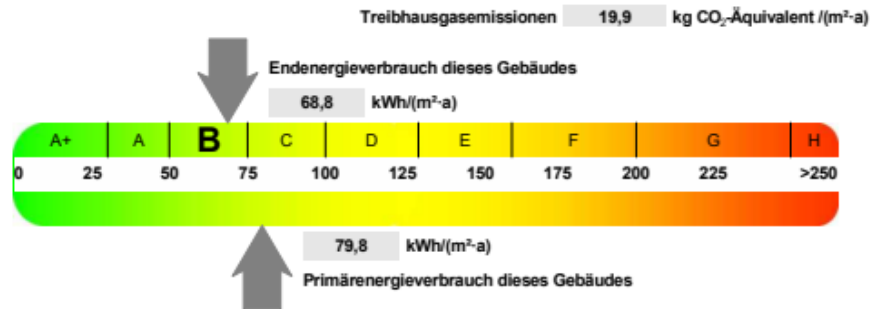 Treibhausgasemissionen 19,9 kg CO₂-Äquivalent /(m²·a)
Endenergieverbrauch dieses Gebäudes
68,8 kWh/(m²·a)
A+ A B C D E F G H
0 25 50 75 100 125 150 175 200 225 >250
79,8 kWh/(m²·a)
Primärenergieverbrauch dieses Gebäudes